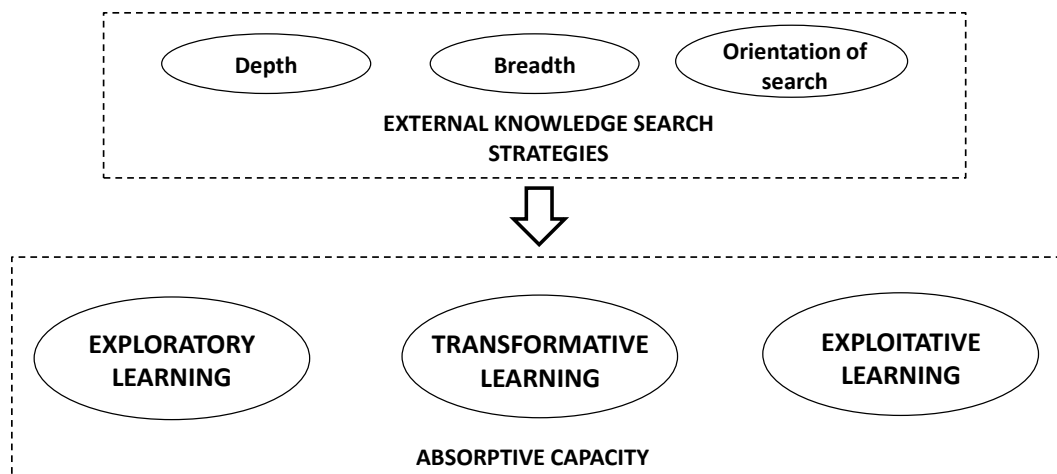 Depth
Breadth
Orientation of
search
EXTERNAL KNOWLEDGE SEARCH
STRATEGIES
EXPLORATORY
LEARNING
TRANSFORMATIVE
LEARNING
EXPLOITATIVE
LEARNING
ABSORPTIVE CAPACITY